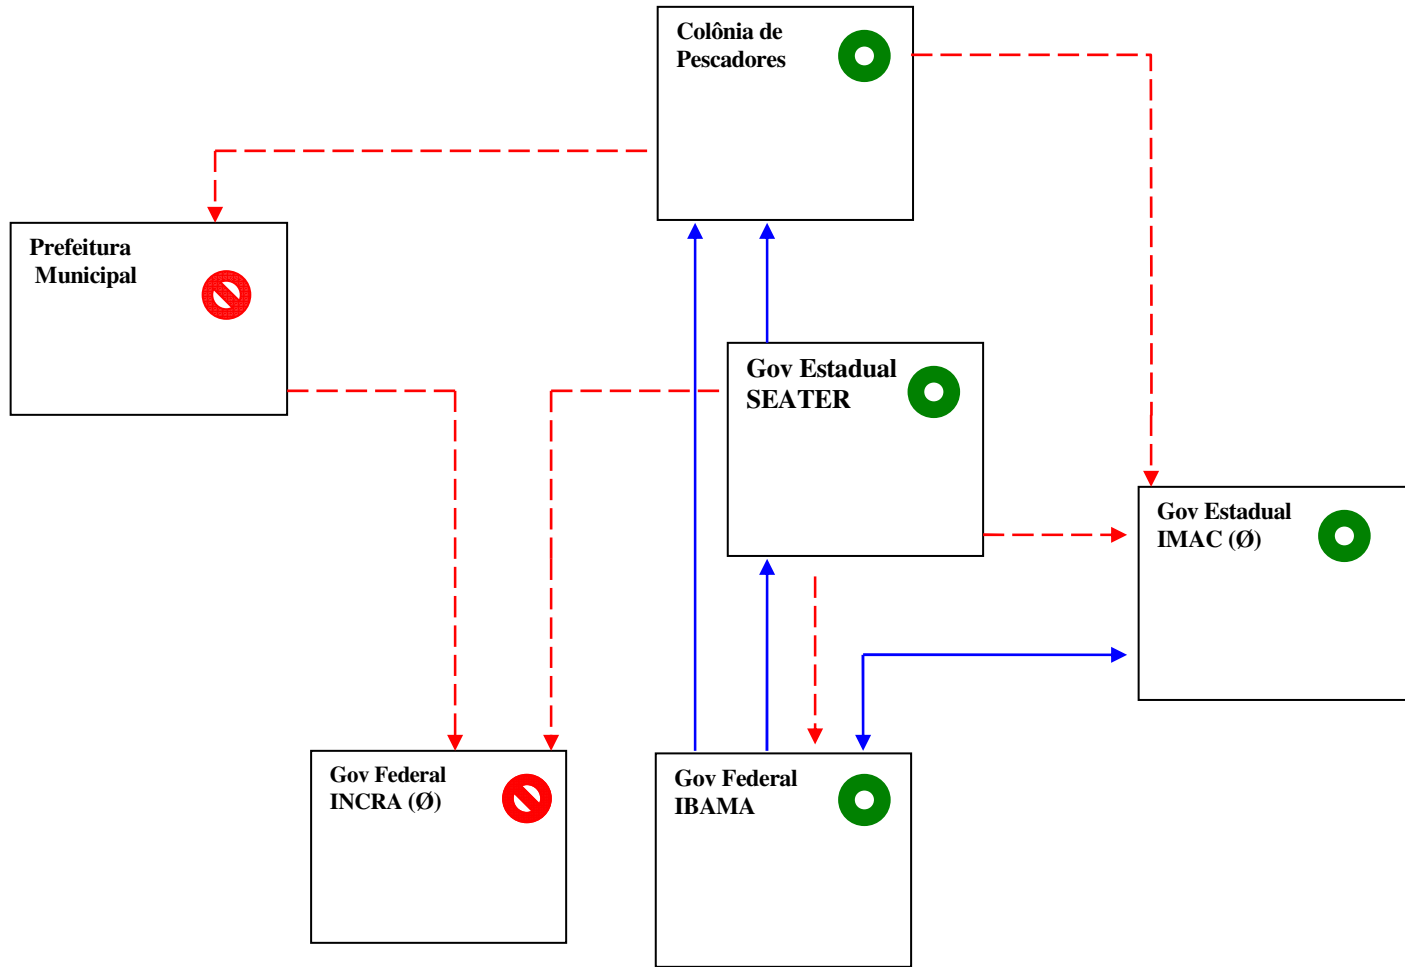 Colônia de
Pescadores
Prefeitura
Municipal
Gov Estadual
SEATER
Gov Estadual
IMAC (Ø)
Gov Federal
INCRA (Ø)
Gov Federal
IBAMA